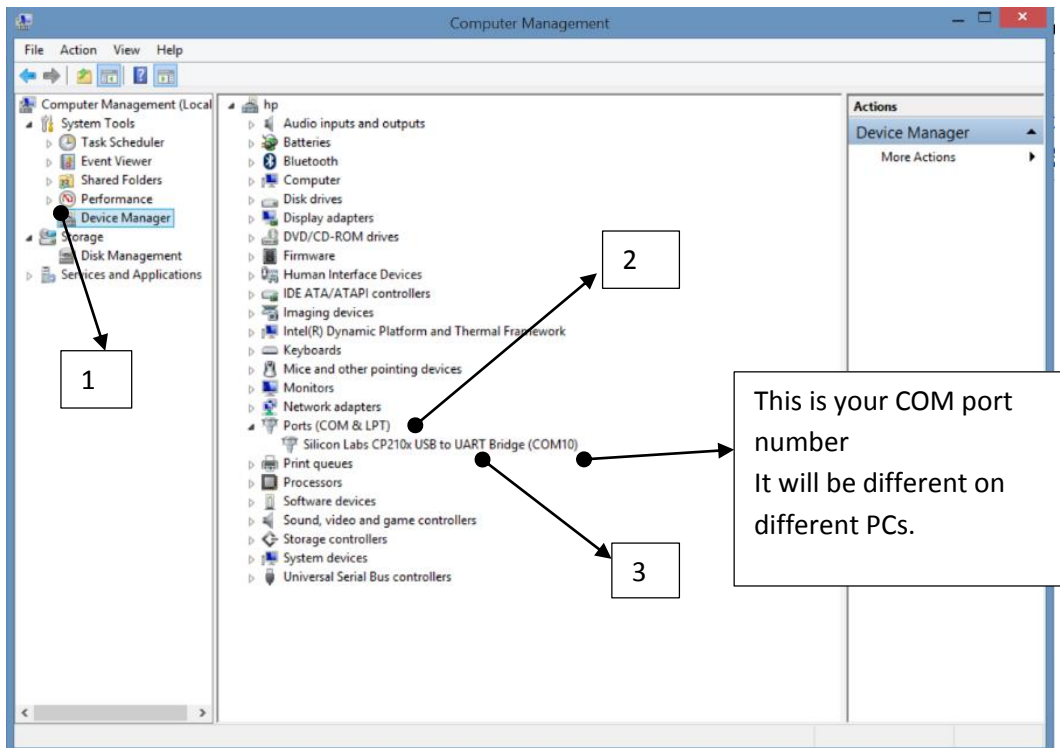 Computer Management
File Action View Help
Computer Management (Local
System Tools
Task Scheduler
Event Viewer
Shared Folders
Performance
Device Manager
Storage
Disk Management
Services and Applications
hp
Audio inputs and outputs
Batteries
Bluetooth
Computer
Disk drives
Display adapters
DVD/CD-ROM drives
Firmware
Human Interface Devices
IDE ATA/ATAPI controllers
Imaging devices
Intel(R) Dynamic Platform and Thermal Framework
Keyboards
Mice and other pointing devices
Monitors
Network adapters
Ports (COM & LPT)
Silicon Labs CP210x USB to UART Bridge (COM10)
Print queues
Processors
Software devices
Sound, video and game controllers
Storage controllers
System devices
Universal Serial Bus controllers
Actions
Device Manager
More Actions
1
2
3
This is your COM port
number
It will be different on
different PCs.